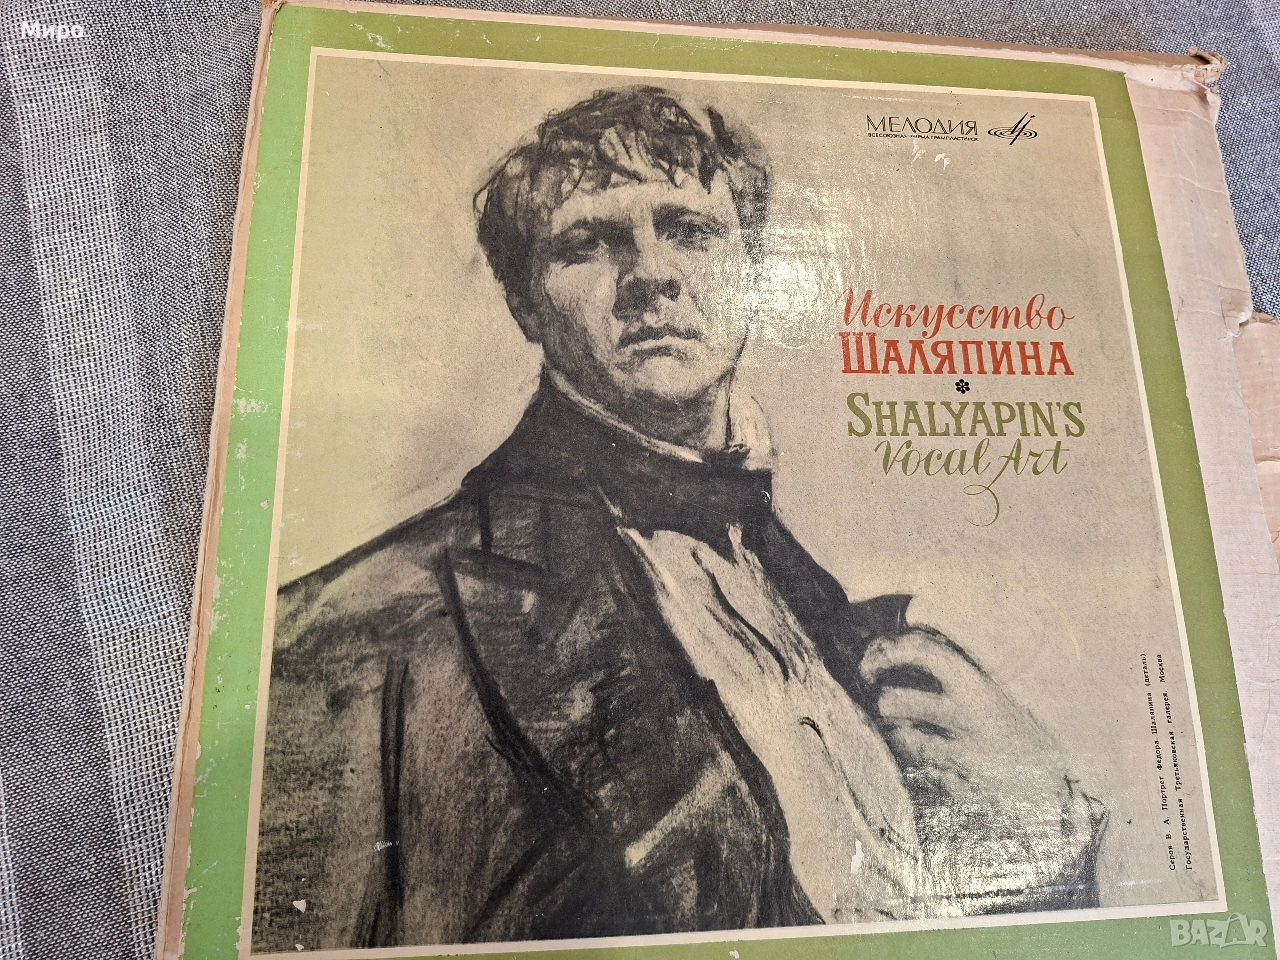 Миро
МЕЛОДИЯ
ВСЕСОЮЗНАЯ ФИРМА ГРАМПЛАСТИНОК
Искусство
ШАЛЯПИНА
SHALYAPIN'S
Vocal Art
Серов В. А. Портрет Федора Шаляпина (деталь)
Государственная Третьяковская галерея. Москва
BAZAR